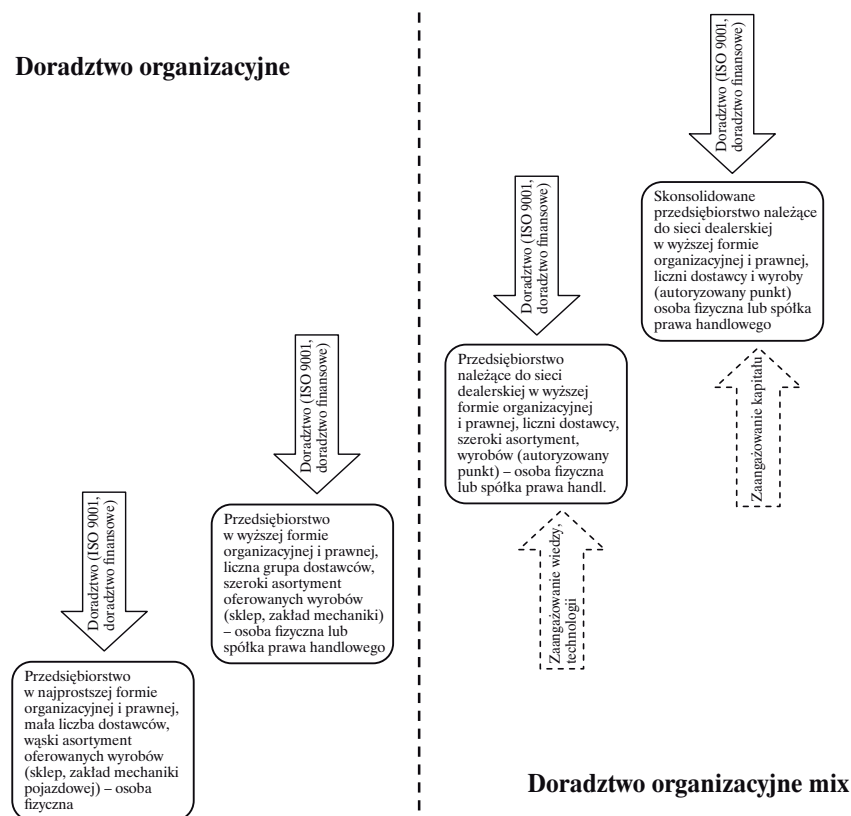 Doradztwo organizacyjne
Doradztwo (ISO 9001,
doradztwo finansowe)
Przedsiębiorstwo
w najprostszej formie
organizacyjnej i prawnej,
mała liczba dostawców,
wąski asortyment
oferowanych wyrobów
(sklep, zakład mechaniki
pojazdowej) – osoba
fizyczna
Doradztwo (ISO 9001,
doradztwo finansowe)
Przedsiębiorstwo
w wyższej formie
organizacyjnej i prawnej,
liczna grupa dostawców,
szeroki asortyment
oferowanych wyrobów
(sklep, zakład mechaniki)
– osoba fizyczna lub
spółka prawa handlowego
Doradztwo (ISO 9001,
doradztwo finansowe)
Przedsiębiorstwo
należące do sieci
dealerskiej w wyższej
formie organizacyjnej
i prawnej, liczni dostawcy,
szeroki asortyment,
wyrobów (autoryzowany
punkt) – osoba fizyczna
lub spółka prawa handl.
Zaangażowanie wiedzy,
technologii
Doradztwo (ISO 9001,
doradztwo finansowe)
Skonsolidowane
przedsiębiorstwo należące
do sieci dealerskiej
w wyższej formie
organizacyjnej i prawnej,
liczni dostawcy i wyroby
(autoryzowany punkt)
osoba fizyczna lub spółka
prawa handlowego
Zaangażowanie kapitału
Doradztwo organizacyjne mix